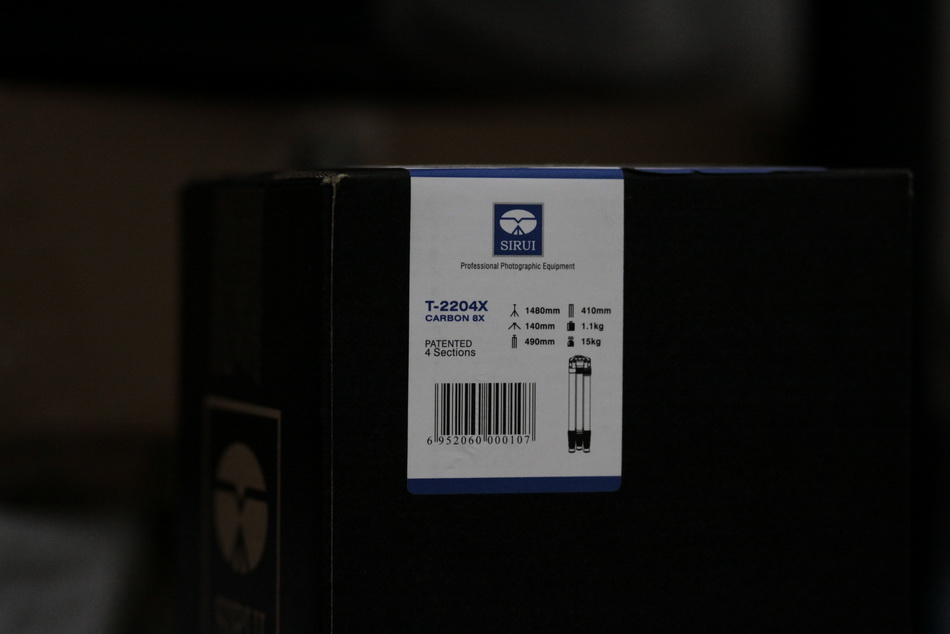 SIRUI
Professional Photographic Equipment
T-2204X
CARBON 8X
1480mm 410mm
140mm 1.1kg
490mm 15kg
PATENTED
4 Sections
6 952060 000107
SIRUI